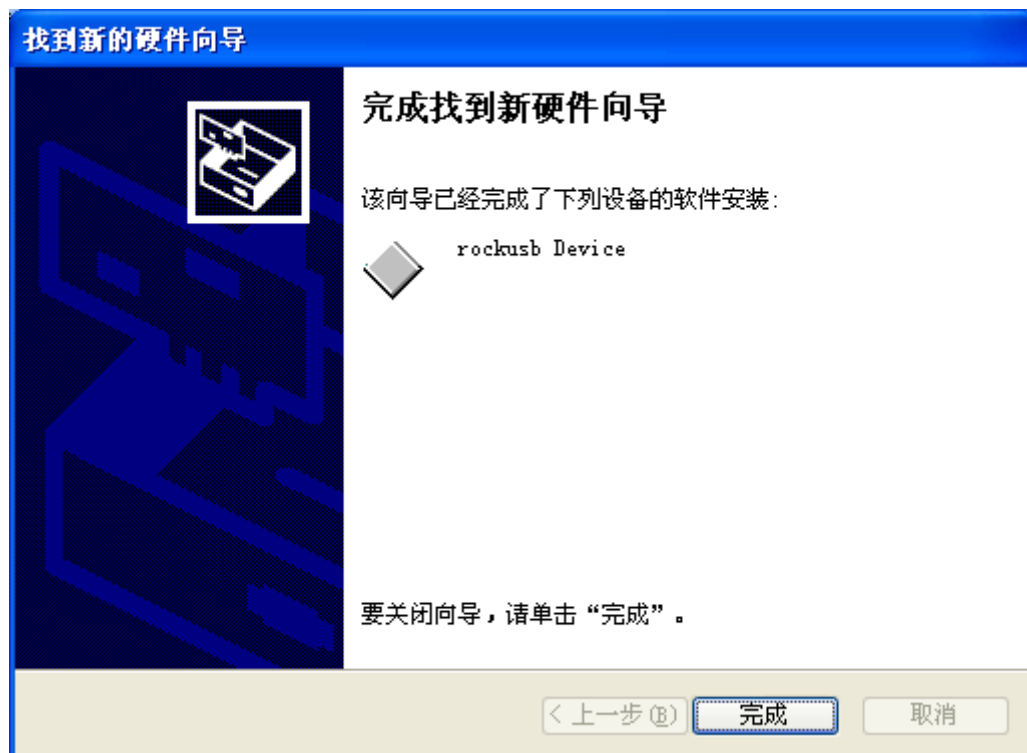 找到新的硬件向导
完成找到新硬件向导
该向导已经完成了下列设备的软件安装:
rockusb Device
要关闭向导，请单击“完成”。
< 上一步(B)
完成
取消